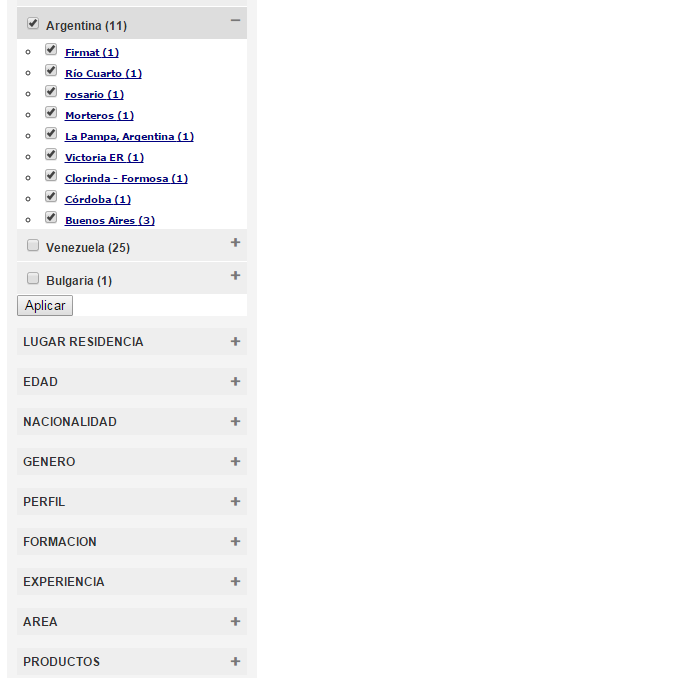 Argentina (11)
Firmat (1)
Río Cuarto (1)
rosario (1)
Morteros (1)
La Pampa, Argentina (1)
Victoria ER (1)
Clorinda - Formosa (1)
Córdoba (1)
Buenos Aires (3)
Venezuela (25)
Bulgaria (1)
Aplicar
LUGAR RESIDENCIA
EDAD
NACIONALIDAD
GENERO
PERFIL
FORMACION
EXPERIENCIA
AREA
PRODUCTOS